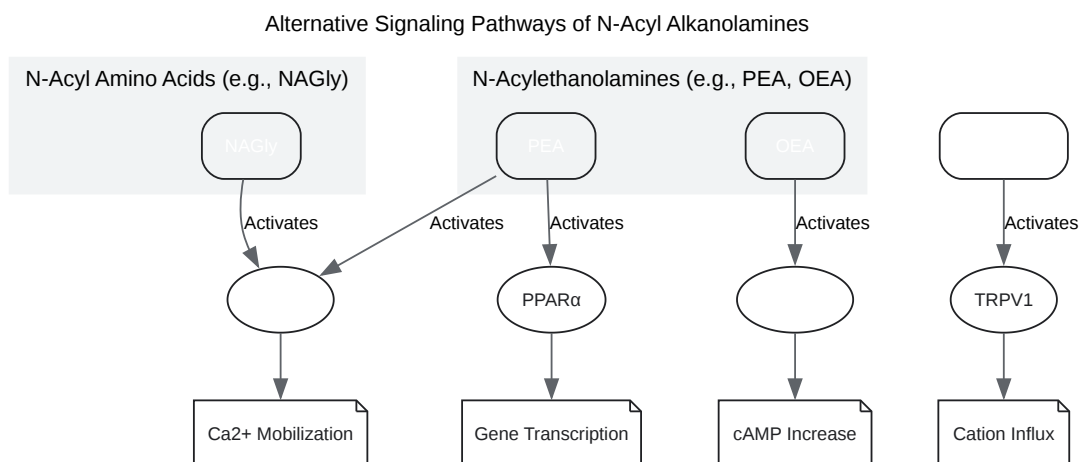 Alternative Signaling Pathways of N-Acyl Alkanolamines
N-Acyl Amino Acids (e.g., NAGly)
N-Acylethanolamines (e.g., PEA, OEA)
NAGly
PEA
OEA
Activates
Activates
Activates
Activates
Activates
PPARα
TRPV1
Ca2+ Mobilization
Gene Transcription
cAMP Increase
Cation Influx